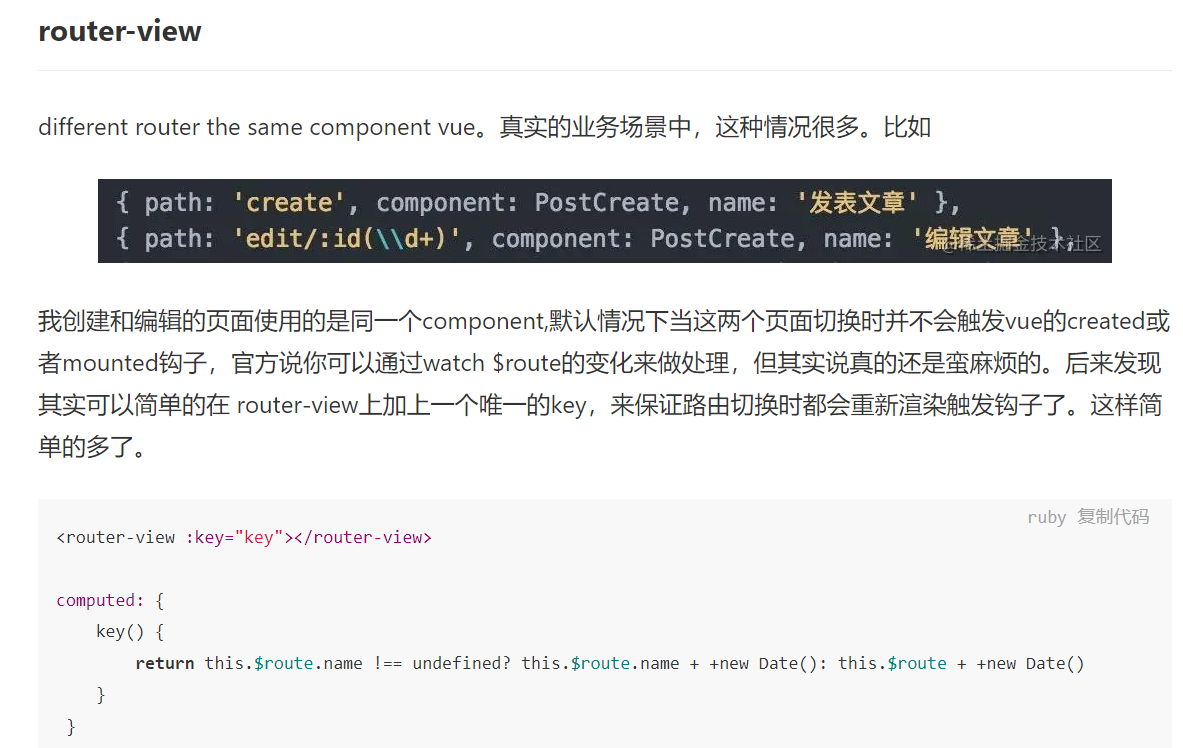 router-view
different router the same component vue。真实的业务场景中，这种情况很多。比如
{ path: 'create', component: PostCreate, name: '发表文章' },
{ path: 'edit/:id(\\d+)', component: PostCreate, name: '编辑文章' },
@稀土掘金技术社区
我创建和编辑的页面使用的是同一个component,默认情况下当这两个页面切换时并不会触发vue的created或
者mounted钩子，官方说你可以通过watch $route的变化来做处理，但其实说真的还是蛮麻烦的。后来发现
其实可以简单的在 router-view上加上一个唯一的key，来保证路由切换时都会重新渲染触发钩子了。这样简
单的多了。
ruby 复制代码
<router-view :key="key"></router-view>
computed: {
key() {
return this.$route.name !== undefined? this.$route.name + +new Date(): this.$route + +new Date()
}
}